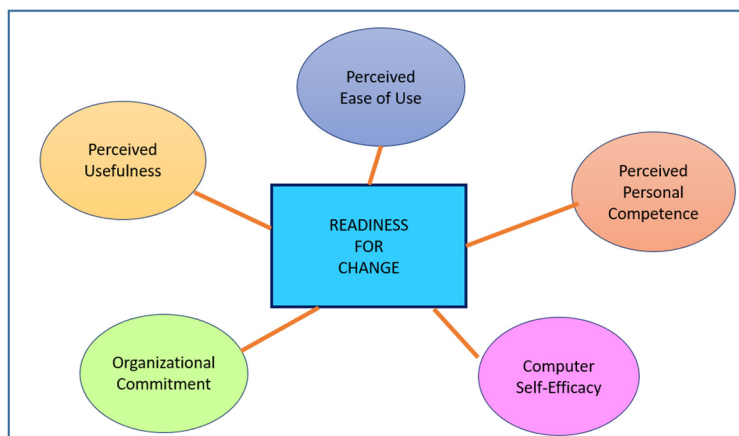 Perceived
Ease of Use
Perceived
Usefulness
Perceived
Personal
Competence
READINESS
FOR
CHANGE
Organizational
Commitment
Computer
Self-Efficacy